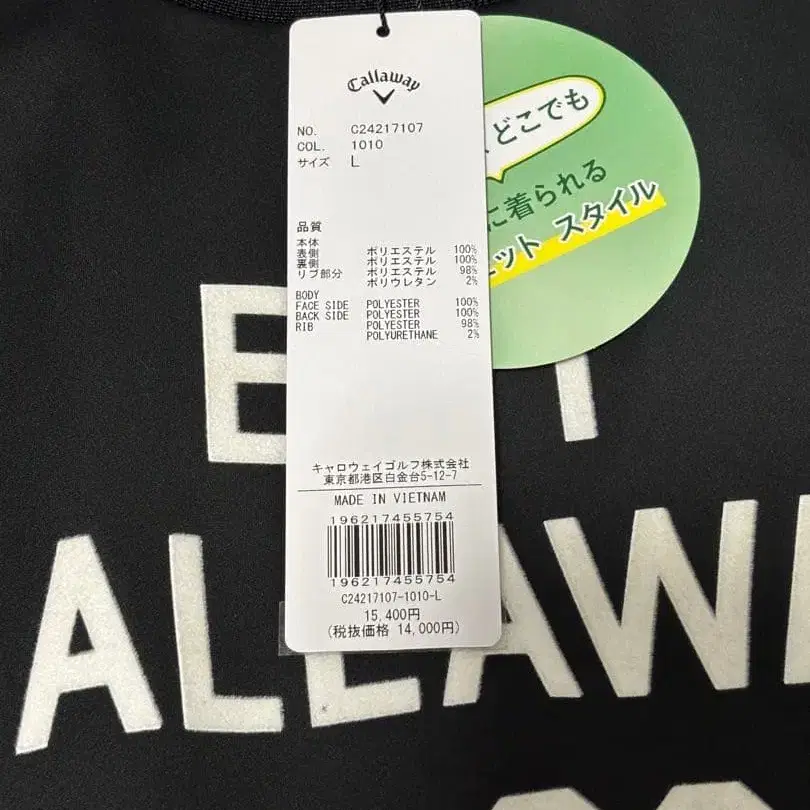 Callaway
NO. C24217107
COL. 1010
サイズ L
品質
本体
表側 ポリエステル 100%
裏側 ポリエステル 100%
リブ部分 ポリエステル 98%
ポリウレタン 2%
BODY
FACE SIDE POLYESTER 100%
BACK SIDE POLYESTER 100%
RIB POLYESTER 98%
POLYURETHANE 2%
キャロウェイゴルフ株式会社
東京都港区白金台5-12-7
MADE IN VIETNAM
196217455754
196217455754
C24217107-1010-L
15,400円
(税抜価格 14,000円)
どこでも
に着られる
ット スタイル
ALLAW